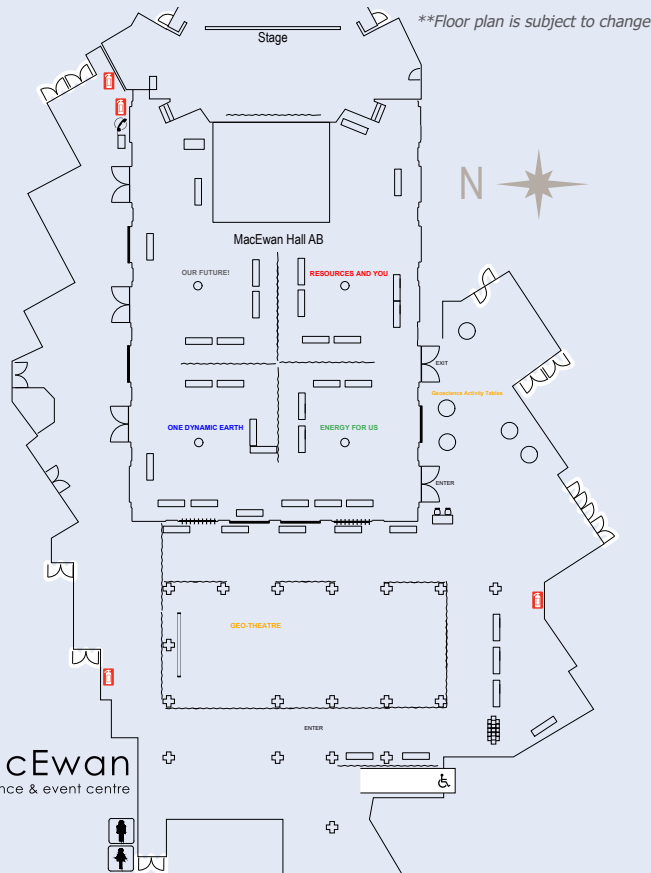 **Floor plan is subject to change
Stage
N
MacEwan Hall AB
OUR FUTURE!
RESOURCES AND YOU
EXIT
Geoscience Activity Tables
ONE DYNAMIC EARTH
ENERGY FOR US
ENTER
GEO-THEATRE
ENTER
cEwan
nce & event centre